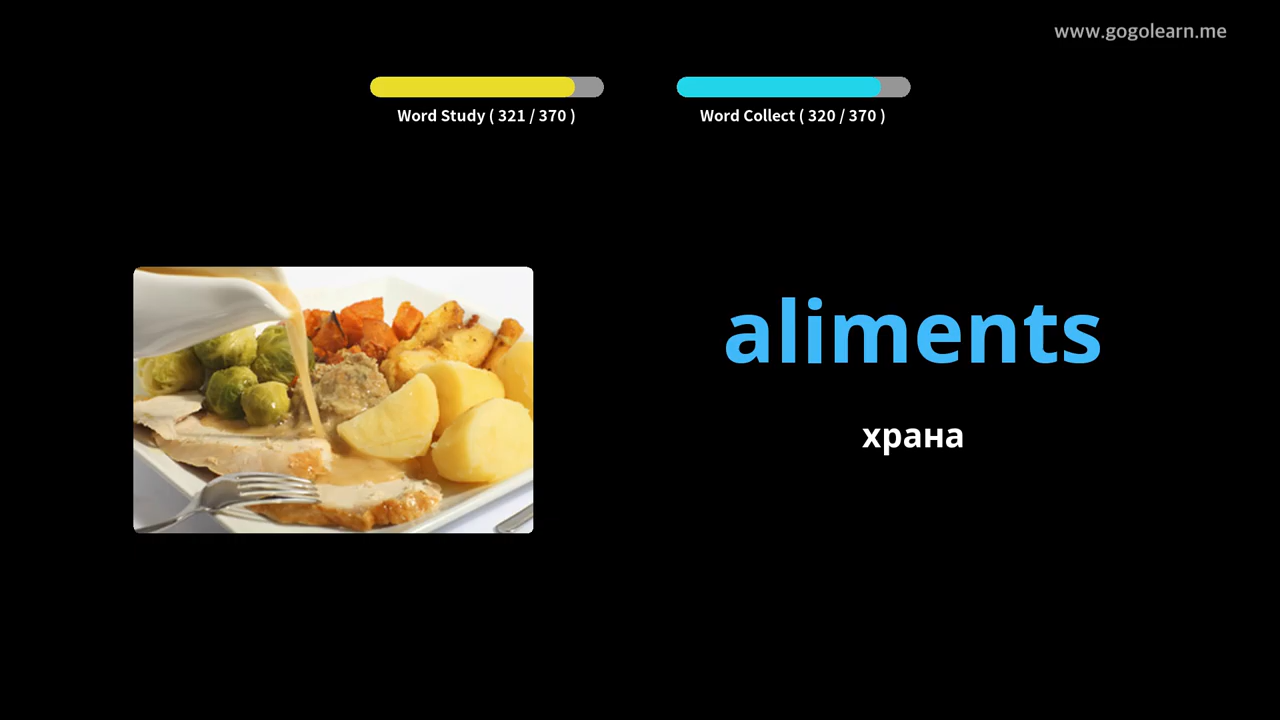 www.gogolearn.me
Word Study ( 321 / 370 )
Word Collect ( 320 / 370 )
aliments
храна